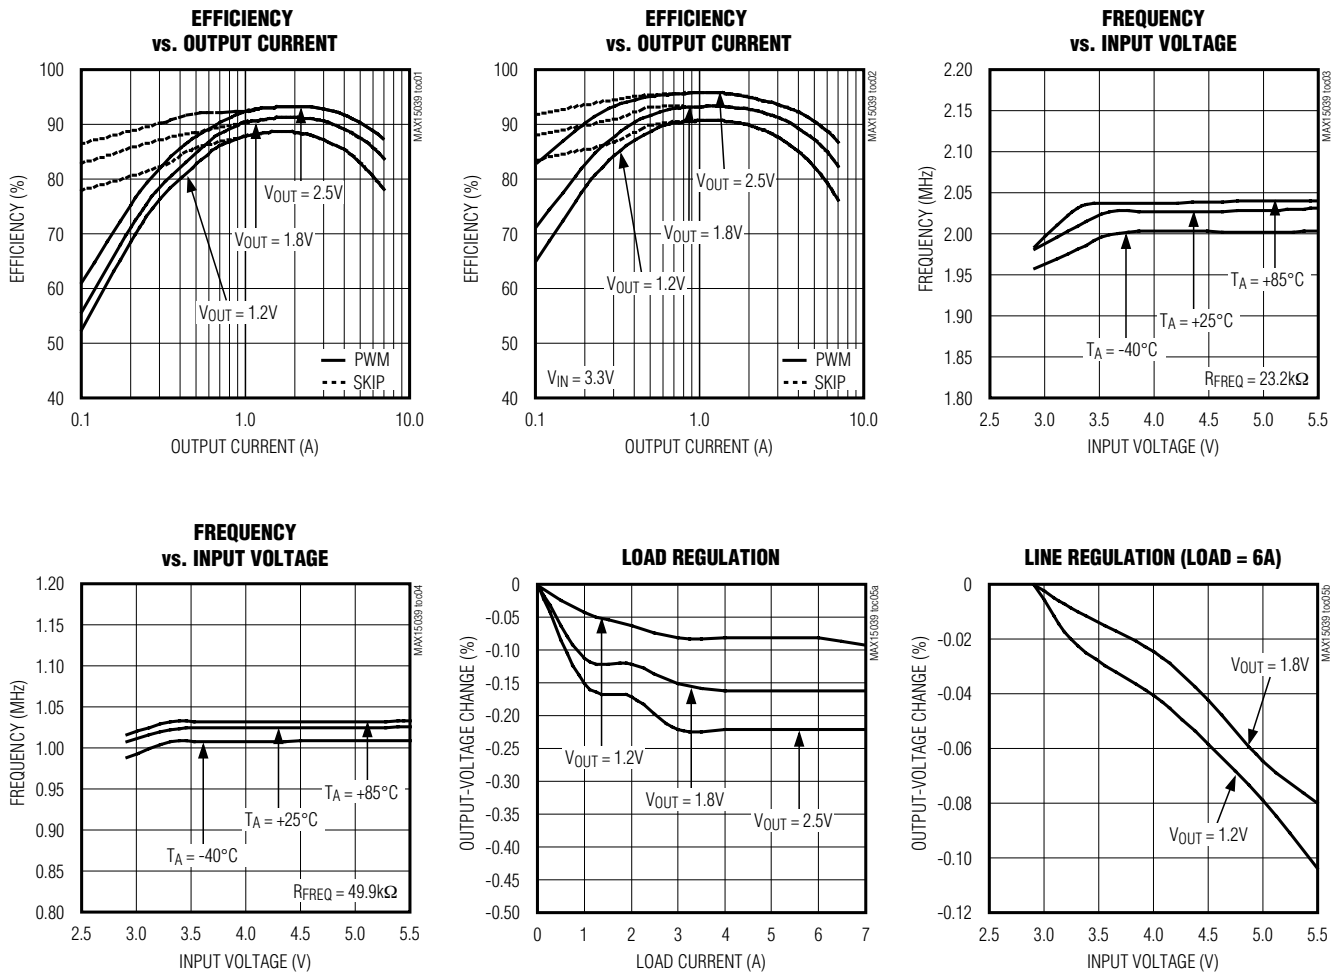 EFFICIENCY
vs. OUTPUT CURRENT
MAX15039 toc01
EFFICIENCY (%)
100
90
80
70
60
50
40
VOUT = 2.5V
VOUT = 1.8V
VOUT = 1.2V
PWM
SKIP
0.1
1.0
10.0
OUTPUT CURRENT (A)
EFFICIENCY
vs. OUTPUT CURRENT
MAX15039 toc02
EFFICIENCY (%)
100
90
80
70
60
50
40
VOUT = 2.5V
VOUT = 1.8V
VOUT = 1.2V
PWM
VIN = 3.3V
SKIP
0.1
1.0
10.0
OUTPUT CURRENT (A)
FREQUENCY
vs. INPUT VOLTAGE
MAX15039 toc03
FREQUENCY (MHz)
2.20
2.15
2.10
2.05
2.00
1.95
1.90
1.85
1.80
TA = +85°C
TA = +25°C
TA = -40°C
RFREQ = 23.2kΩ
2.5
3.0
3.5
4.0
4.5
5.0
5.5
INPUT VOLTAGE (V)
FREQUENCY
vs. INPUT VOLTAGE
MAX15039 toc04
FREQUENCY (MHz)
1.20
1.15
1.10
1.05
1.00
0.95
0.90
0.85
0.80
TA = +85°C
TA = +25°C
TA = -40°C
RFREQ = 49.9kΩ
2.5
3.0
3.5
4.0
4.5
5.0
5.5
INPUT VOLTAGE (V)
LOAD REGULATION
MAX15039 toc05a
OUTPUT-VOLTAGE CHANGE (%)
0
-0.05
-0.10
-0.15
-0.20
-0.25
-0.30
-0.35
-0.40
-0.45
-0.50
VOUT = 1.2V
VOUT = 1.8V
VOUT = 2.5V
0
1
2
3
4
5
6
7
LOAD CURRENT (A)
LINE REGULATION (LOAD = 6A)
MAX15039 toc05b
OUTPUT-VOLTAGE CHANGE (%)
0
-0.02
-0.04
-0.06
-0.08
-0.10
-0.12
VOUT = 1.8V
VOUT = 1.2V
2.5
3.0
3.5
4.0
4.5
5.0
5.5
INPUT VOLTAGE (V)